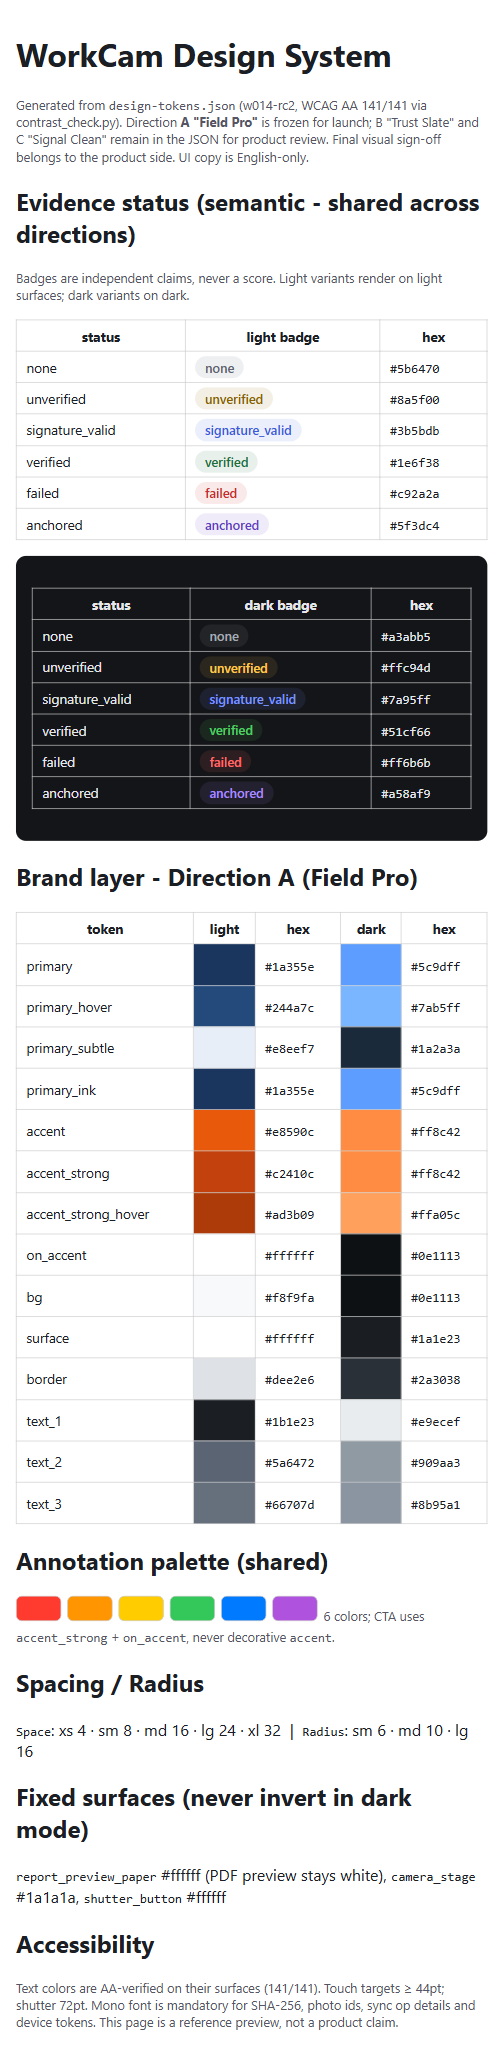 WorkCam Design System
Generated from design-tokens.json (w014-rc2, WCAG AA 141/141 via
contrast_check.py). Direction A "Field Pro" is frozen for launch; B "Trust Slate" and
C "Signal Clean" remain in the JSON for product review. Final visual sign-off
belongs to the product side. UI copy is English-only.
Evidence status (semantic - shared across
directions)
Badges are independent claims, never a score. Light variants render on light
surfaces; dark variants on dark.
status light badge hex
none none #5b6470
unverified unverified #8a5f00
signature_valid signature_valid #3b5bdb
verified verified #1e6f38
failed failed #c92a2a
anchored anchored #5f3dc4
status dark badge hex
none none #a3abb5
unverified unverified #ffc94d
signature_valid signature_valid #7a95ff
verified verified #51cf66
failed failed #ff6b6b
anchored anchored #a58af9
Brand layer - Direction A (Field Pro)
token light hex dark hex
primary #1a355e #5c9dff
primary_hover #244a7c #7ab5ff
primary_subtle #e8eef7 #1a2a3a
primary_ink #1a355e #5c9dff
accent #e8590c #ff8c42
accent_strong #c2410c #ff8c42
accent_strong_hover #ad3b09 #ffa05c
on_accent #ffffff #0e1113
bg #f8f9fa #0e1113
surface #ffffff #1a1e23
border #dee2e6 #2a3038
text_1 #1b1e23 #e9ecef
text_2 #5a6472 #909aa3
text_3 #66707d #8b95a1
Annotation palette (shared)
6 colors; CTA uses
accent_strong + on_accent, never decorative accent.
Spacing / Radius
Space: xs 4 · sm 8 · md 16 · lg 24 · xl 32 | Radius: sm 6 · md 10 · lg
16
Fixed surfaces (never invert in dark
mode)
report_preview_paper #ffffff (PDF preview stays white), camera_stage
#1a1a1a, shutter_button #ffffff
Accessibility
Text colors are AA-verified on their surfaces (141/141). Touch targets ≥ 44pt;
shutter 72pt. Mono font is mandatory for SHA-256, photo ids, sync op details and
device tokens. This page is a reference preview, not a product claim.